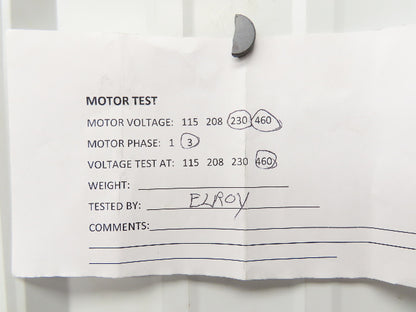 MOTOR TEST
MOTOR VOLTAGE: 115 208 230 460
MOTOR PHASE: 1 3
VOLTAGE TEST AT: 115 208 230 460
WEIGHT:
TESTED BY: ELROY
COMMENTS: